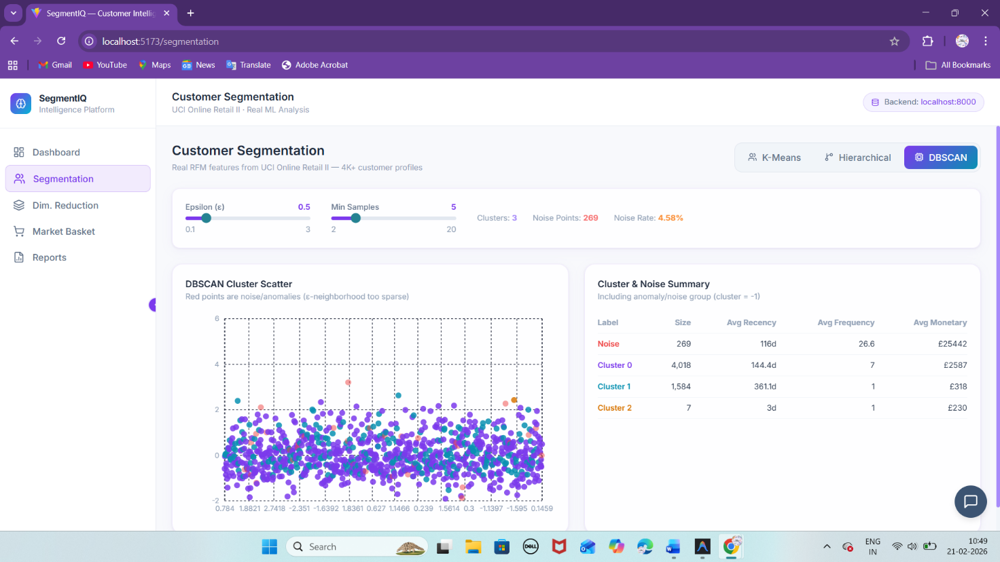 SegmentIQ — Customer Intellig
localhost:5173/segmentation
Gmail
YouTube
Maps
News
Translate
Adobe Acrobat
All Bookmarks
SegmentIQ
Intelligence Platform
Customer Segmentation
UCI Online Retail II · Real ML Analysis
Backend: localhost:8000
Dashboard
Segmentation
Dim. Reduction
Market Basket
Reports
Customer Segmentation
Real RFM features from UCI Online Retail II — 4K+ customer profiles
K-Means
Hierarchical
DBSCAN
Epsilon (ε) 0.5
0.1 3
Min Samples 5
2 20
Clusters: 3
Noise Points: 269
Noise Rate: 4.58%
DBSCAN Cluster Scatter
Red points are noise/anomalies (ε-neighborhood too sparse)
6
4
2
0
-2
0.784 1.8821 2.7418 -2.351 -1.6392 1.8361 0.627 1.1466 0.239 1.5614 0.3 -1.1397 -1.595 0.1459
Cluster & Noise Summary
Including anomaly/noise group (cluster = -1)
Label Size Avg Recency Avg Frequency Avg Monetary
Noise 269 116d 26.6 £25442
Cluster 0 4,018 144.4d 7 £2587
Cluster 1 1,584 361.1d 1 £318
Cluster 2 7 3d 1 £230
Search
DELL
ENG
IN
10:49
21-02-2026